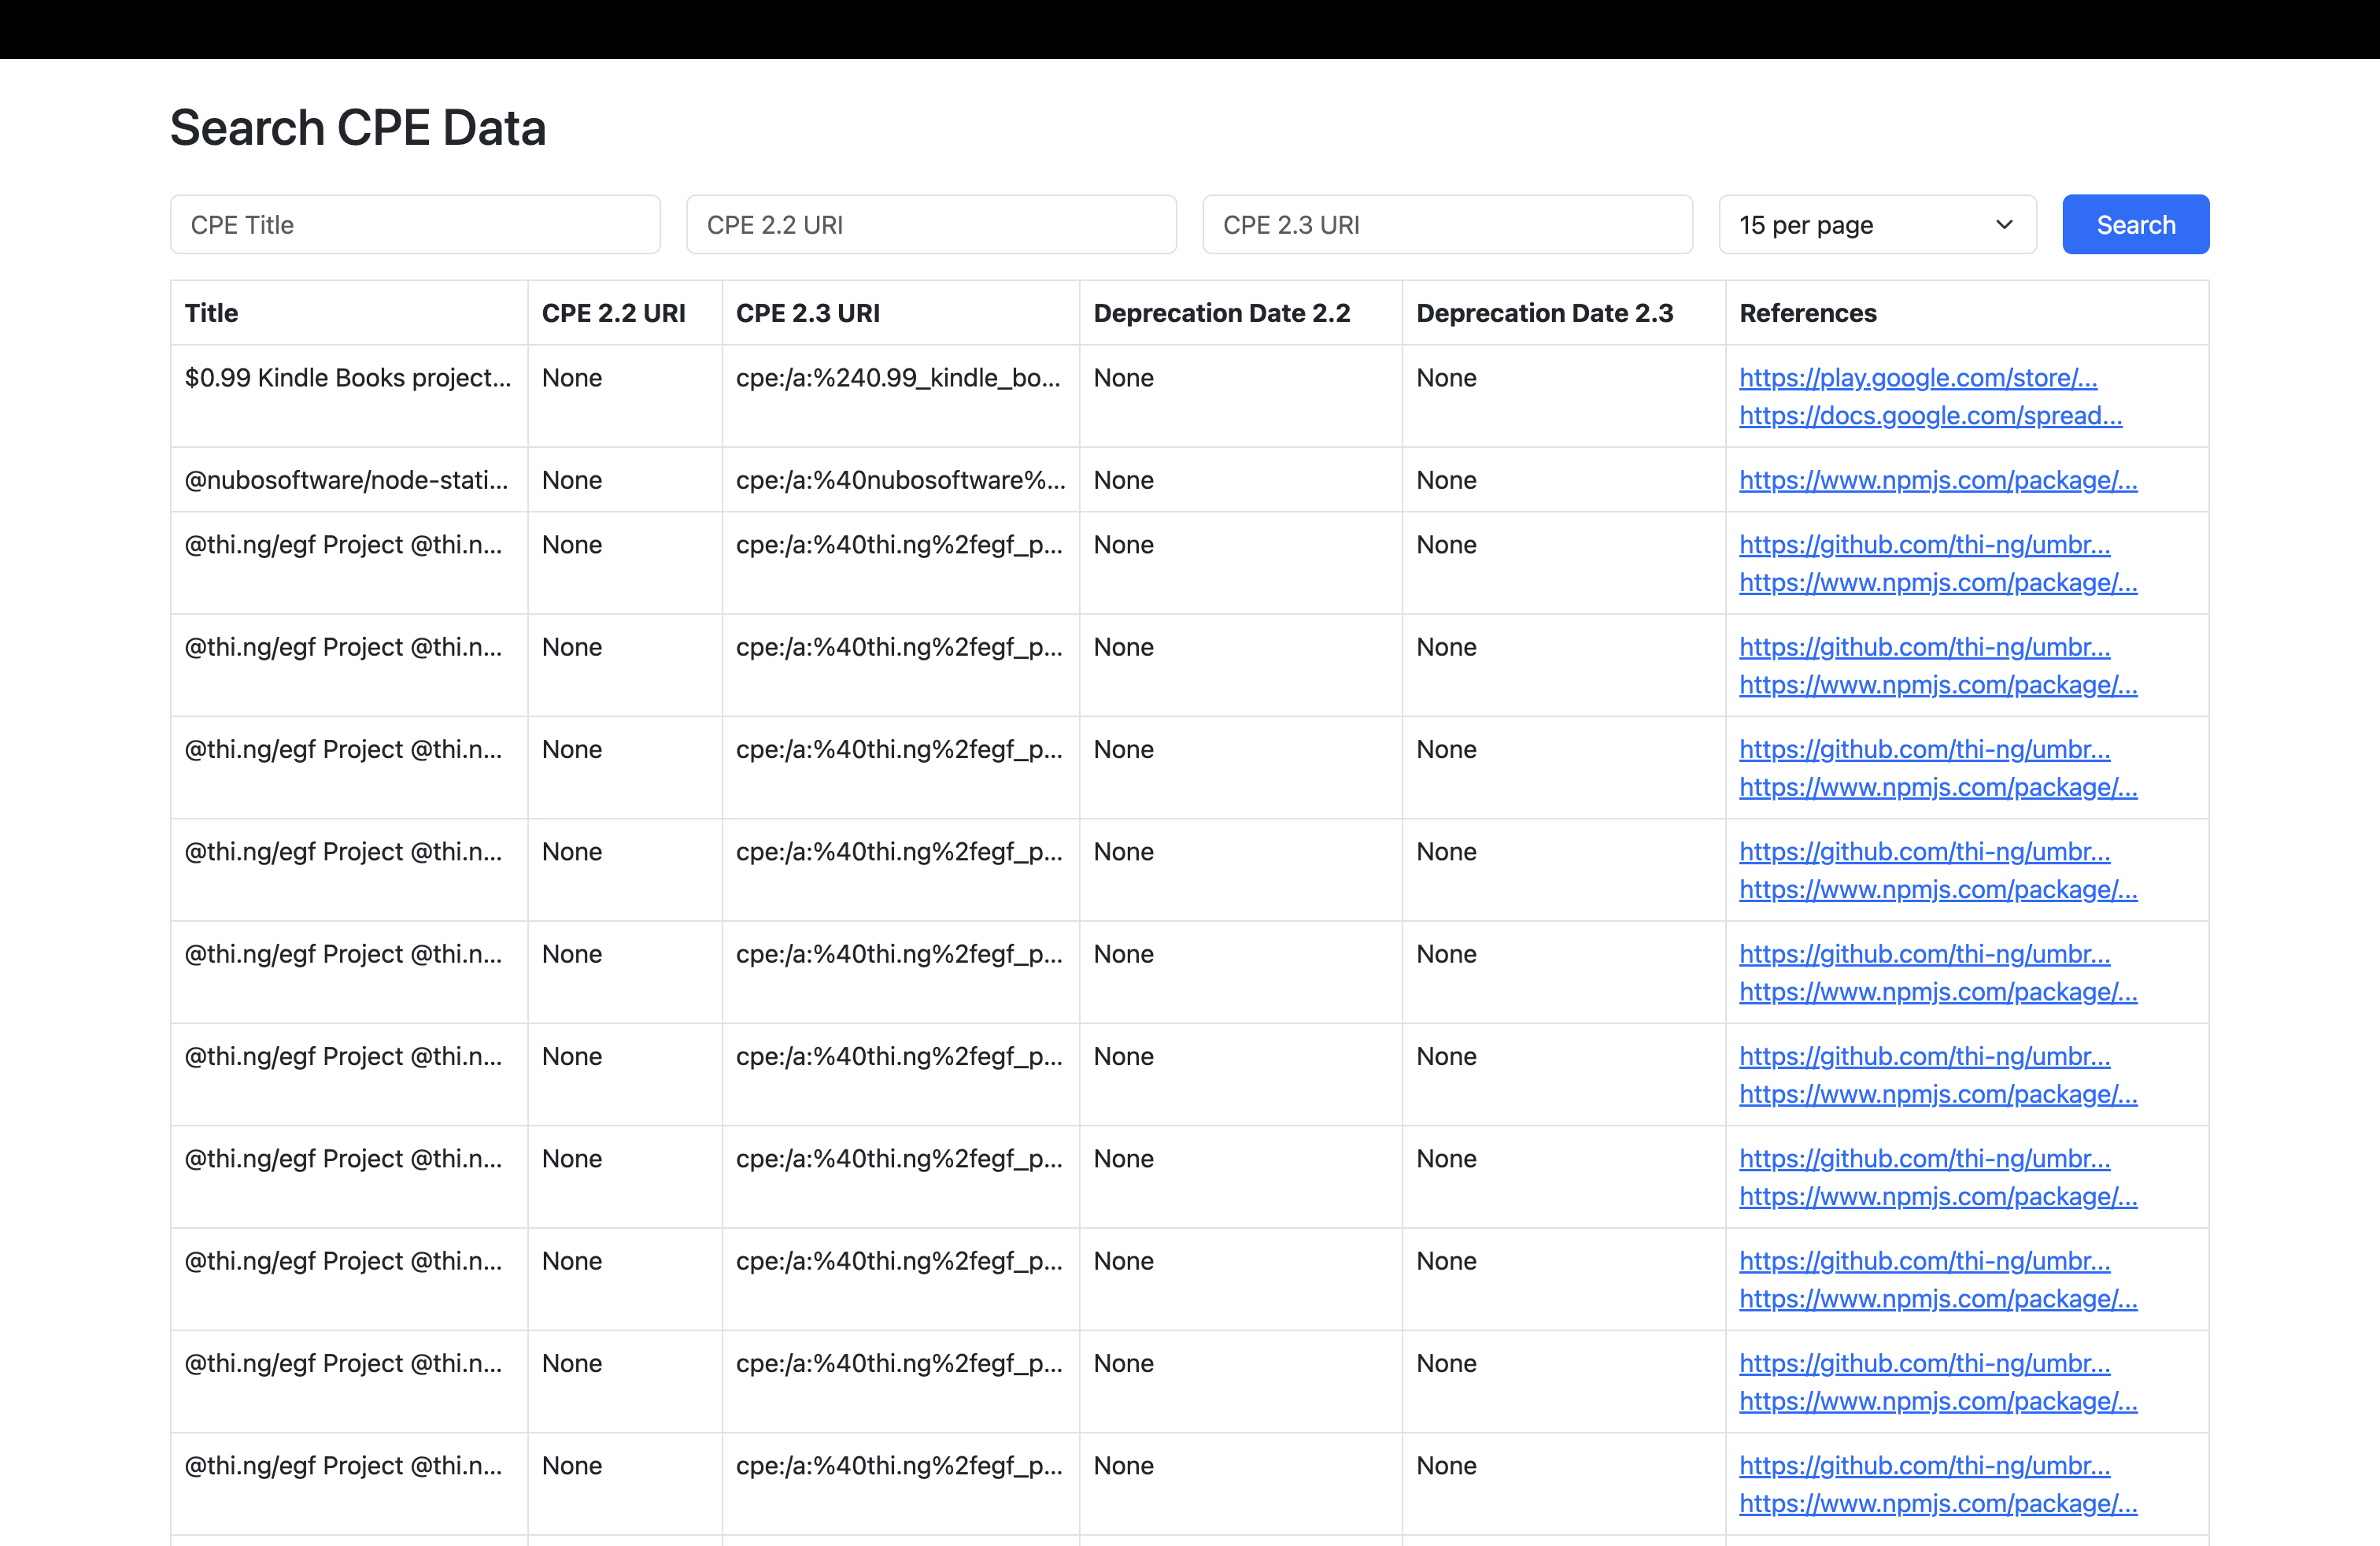 Search CPE Data
CPE Title CPE 2.2 URI CPE 2.3 URI 15 per page Search
Title CPE 2.2 URI CPE 2.3 URI Deprecation Date 2.2 Deprecation Date 2.3 References
$0.99 Kindle Books project... None cpe:/a:%240.99_kindle_bo... None None https://play.google.com/store/...
https://docs.google.com/spread...
@nubosoftware/node-stati... None cpe:/a:%40nubosoftware%... None None https://www.npmjs.com/package/...
@thi.ng/egf Project @thi.n... None cpe:/a:%40thi.ng%2fegf_p... None None https://github.com/thi-ng/umbr...
https://www.npmjs.com/package/...
@thi.ng/egf Project @thi.n... None cpe:/a:%40thi.ng%2fegf_p... None None https://github.com/thi-ng/umbr...
https://www.npmjs.com/package/...
@thi.ng/egf Project @thi.n... None cpe:/a:%40thi.ng%2fegf_p... None None https://github.com/thi-ng/umbr...
https://www.npmjs.com/package/...
@thi.ng/egf Project @thi.n... None cpe:/a:%40thi.ng%2fegf_p... None None https://github.com/thi-ng/umbr...
https://www.npmjs.com/package/...
@thi.ng/egf Project @thi.n... None cpe:/a:%40thi.ng%2fegf_p... None None https://github.com/thi-ng/umbr...
https://www.npmjs.com/package/...
@thi.ng/egf Project @thi.n... None cpe:/a:%40thi.ng%2fegf_p... None None https://github.com/thi-ng/umbr...
https://www.npmjs.com/package/...
@thi.ng/egf Project @thi.n... None cpe:/a:%40thi.ng%2fegf_p... None None https://github.com/thi-ng/umbr...
https://www.npmjs.com/package/...
@thi.ng/egf Project @thi.n... None cpe:/a:%40thi.ng%2fegf_p... None None https://github.com/thi-ng/umbr...
https://www.npmjs.com/package/...
@thi.ng/egf Project @thi.n... None cpe:/a:%40thi.ng%2fegf_p... None None https://github.com/thi-ng/umbr...
https://www.npmjs.com/package/...
@thi.ng/egf Project @thi.n... None cpe:/a:%40thi.ng%2fegf_p... None None https://github.com/thi-ng/umbr...
https://www.npmjs.com/package/...